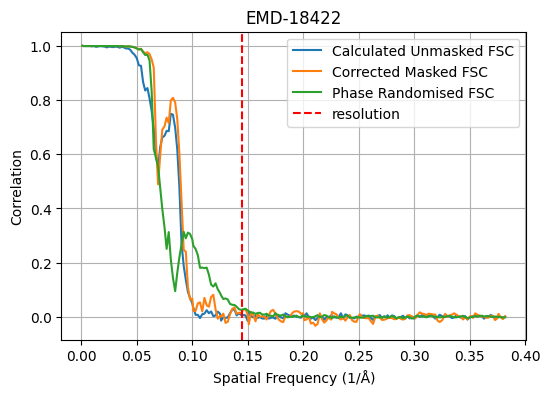 EMD-18422
Correlation
1.0
0.8
0.6
0.4
0.2
0.0
Calculated Unmasked FSC
Corrected Masked FSC
Phase Randomised FSC
resolution
0.00 0.05 0.10 0.15 0.20 0.25 0.30 0.35 0.40
Spatial Frequency (1/Å)